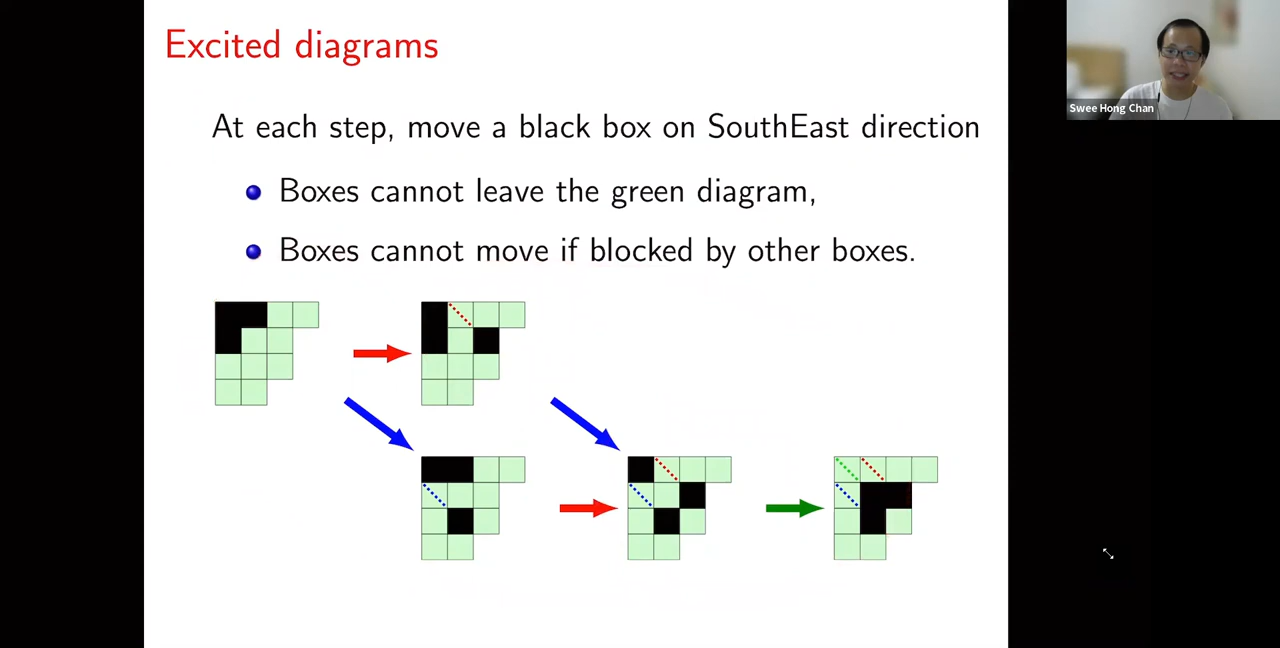 Excited diagrams
At each step, move a black box on SouthEast direction
Boxes cannot leave the green diagram,
Boxes cannot move if blocked by other boxes.
Swee Hong Chan